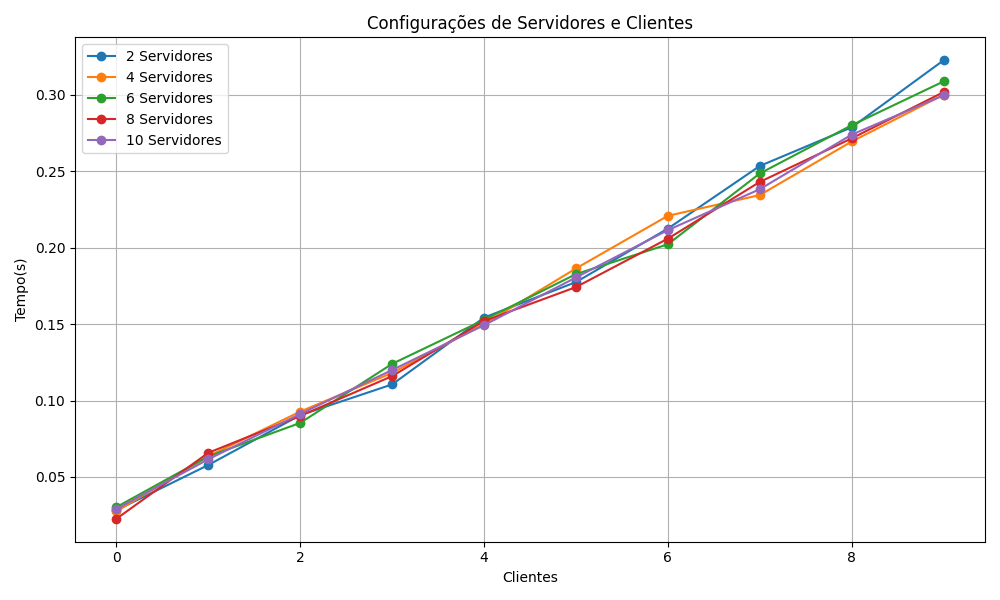 Configurações de Servidores e Clientes
2 Servidores
4 Servidores
6 Servidores
8 Servidores
10 Servidores
Tempo(s)
0.30
0.25
0.20
0.15
0.10
0.05
0 2 4 6 8
Clientes